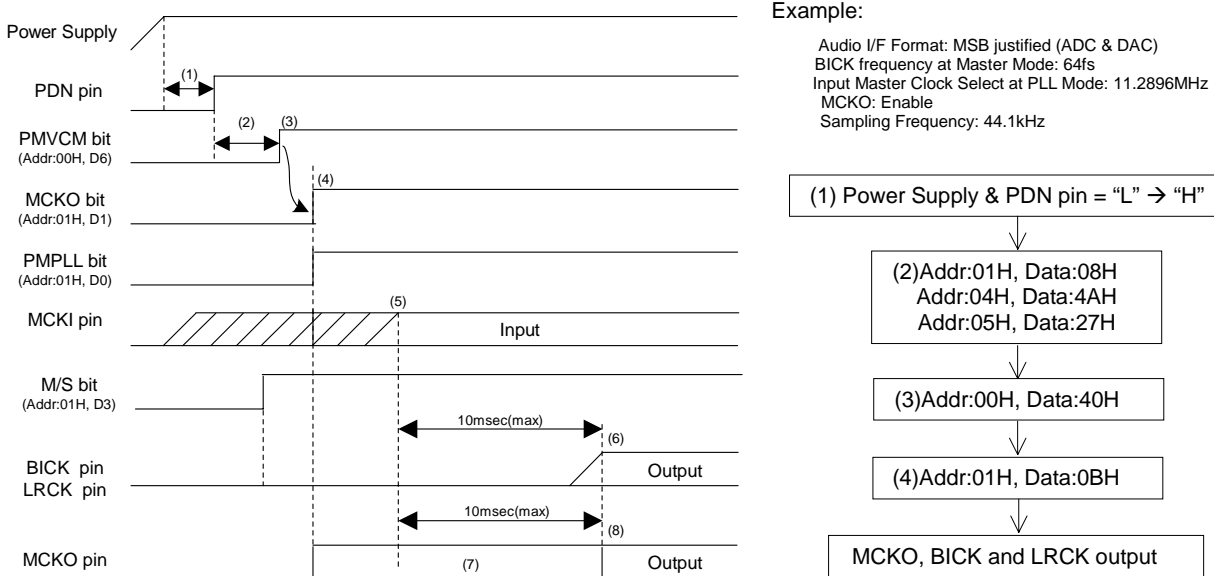 Power Supply
(1)
PDN pin
(2)
(3)
PMVCM bit
(Addr:00H, D6)
(4)
MCKO bit
(Addr:01H, D1)
PMPLL bit
(Addr:01H, D0)
(5)
MCKI pin
Input
M/S bit
(Addr:01H, D3)
10msec(max)
(6)
BICK pin
LRCK pin
Output
10msec(max)
(8)
MCKO pin
(7)
Output
Example:
Audio I/F Format: MSB justified (ADC & DAC)
BICK frequency at Master Mode: 64fs
Input Master Clock Select at PLL Mode: 11.2896MHz
MCKO: Enable
Sampling Frequency: 44.1kHz
(1) Power Supply & PDN pin = “L” → “H”
(2)Addr:01H, Data:08H
Addr:04H, Data:4AH
Addr:05H, Data:27H
(3)Addr:00H, Data:40H
(4)Addr:01H, Data:0BH
MCKO, BICK and LRCK output